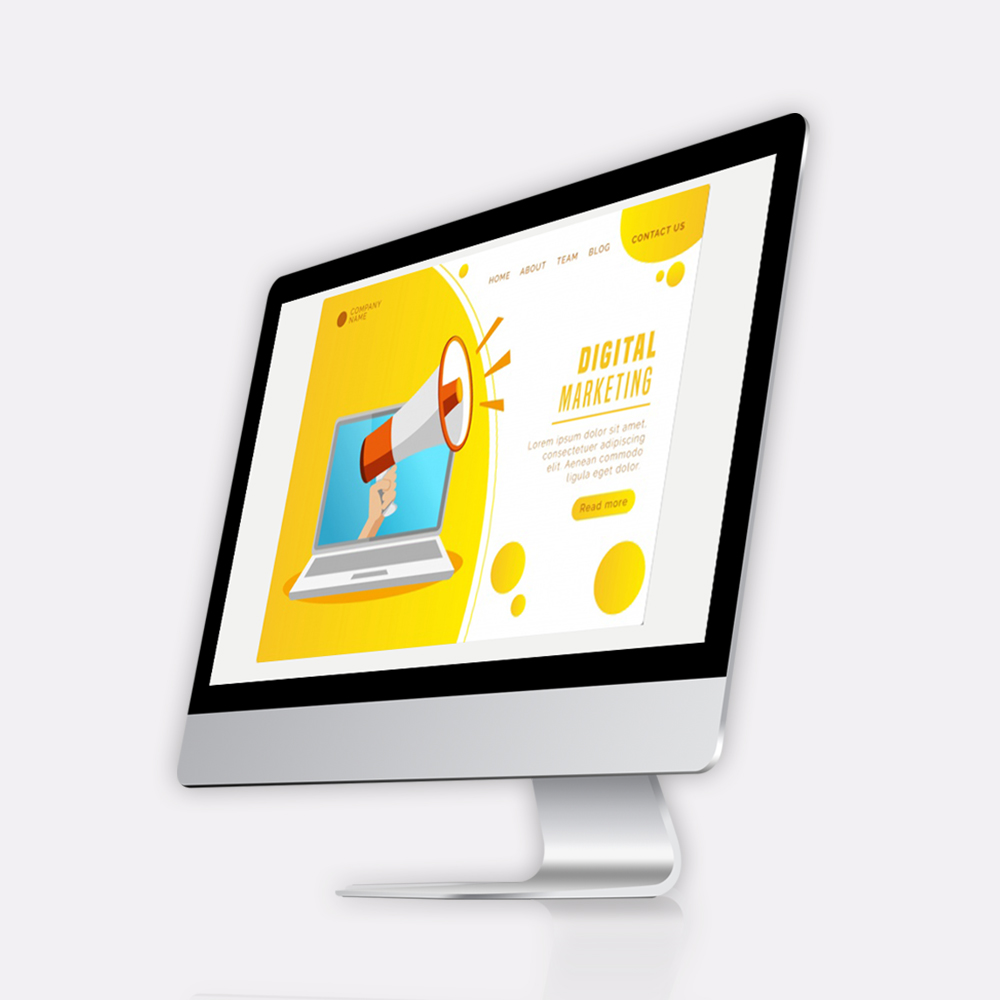 COMPANY
NAME
HOME ABOUT TEAM BLOG CONTACT US
DIGITAL
MARKETING
Lorem ipsum dolor sit amet,
consectetuer adipiscing
elit. Aenean commodo
ligula eget dolor.
Read more